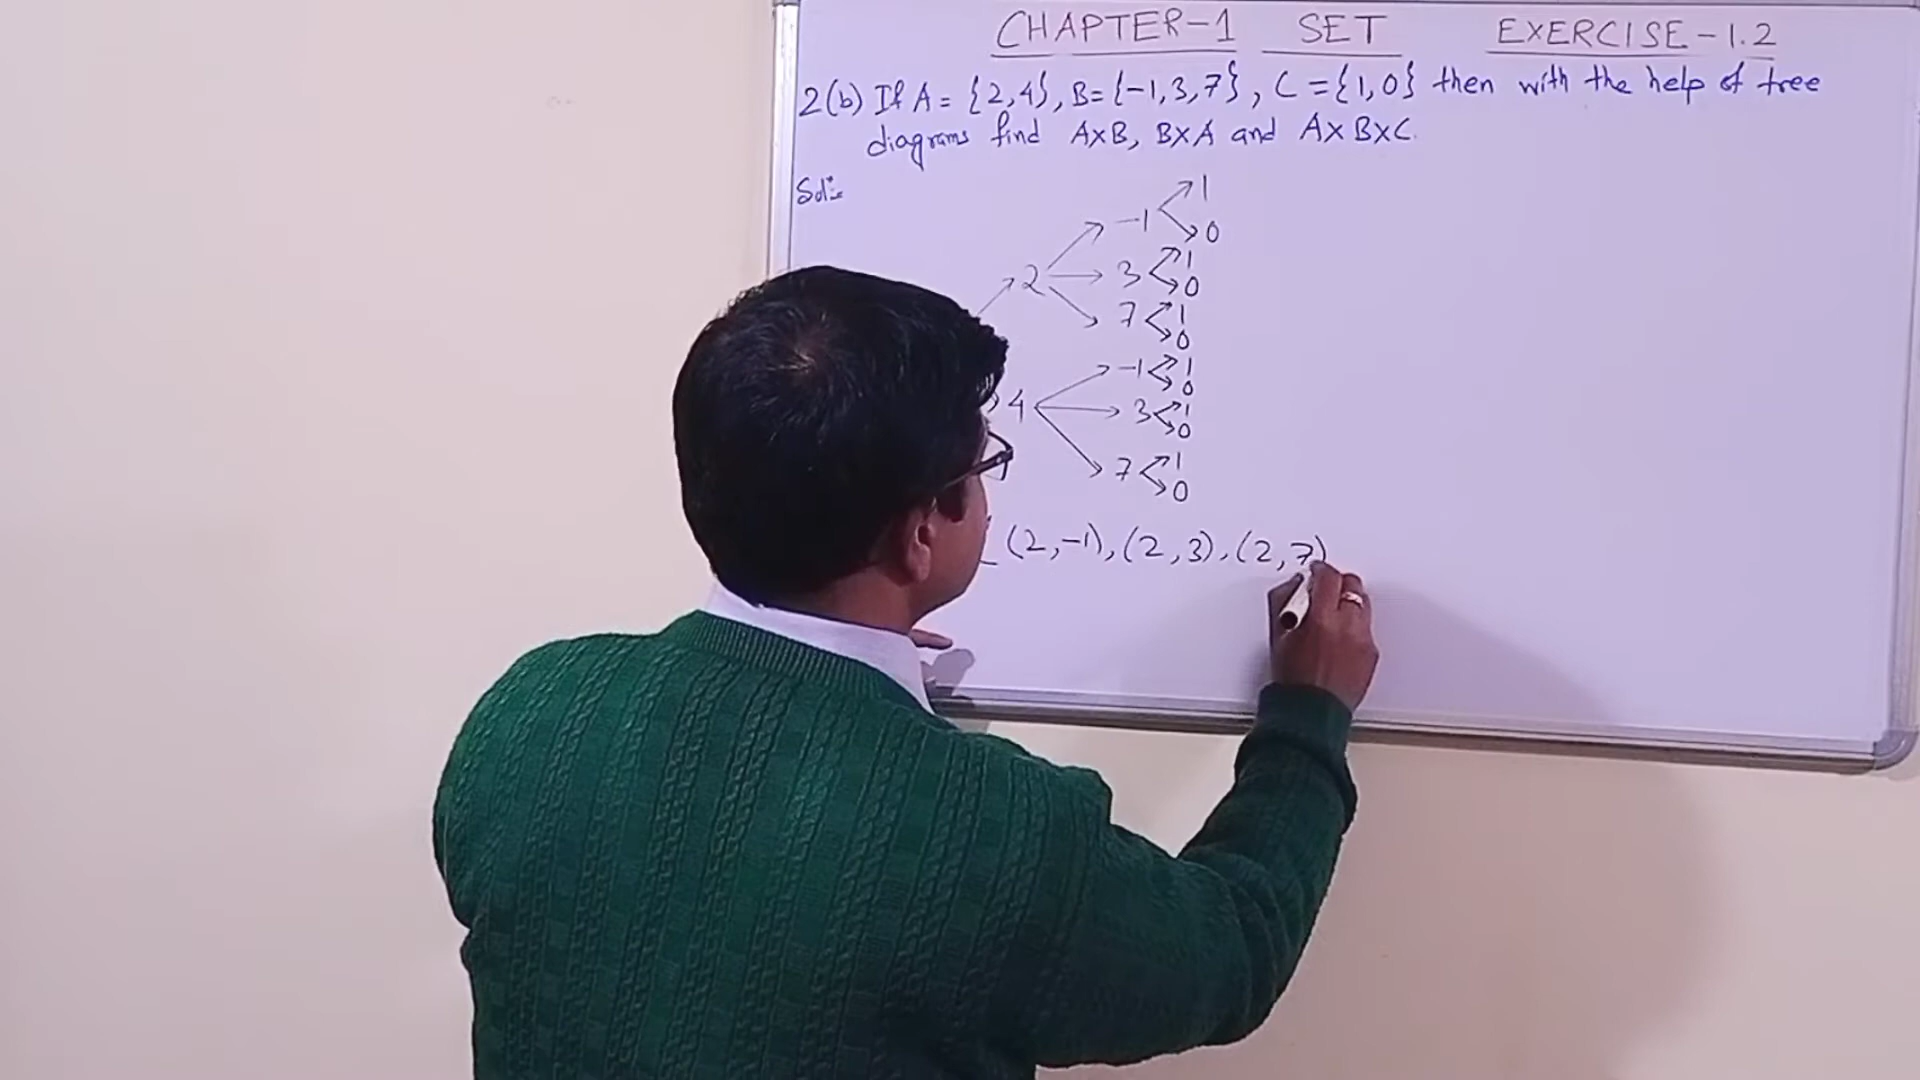 CHAPTER-1 SET EXERCISE-1.2
2(b) If A = {2,4}, B={-1,3,7}, C={1,0} then with the help of tree
diagrams find A×B, B×A and A×B×C.
Sol:-
1
-1
0
1
2 3
0
7 1
0
-1 1
0
4 3 1
0
7 1
0
(2,-1), (2,3), (2,7)